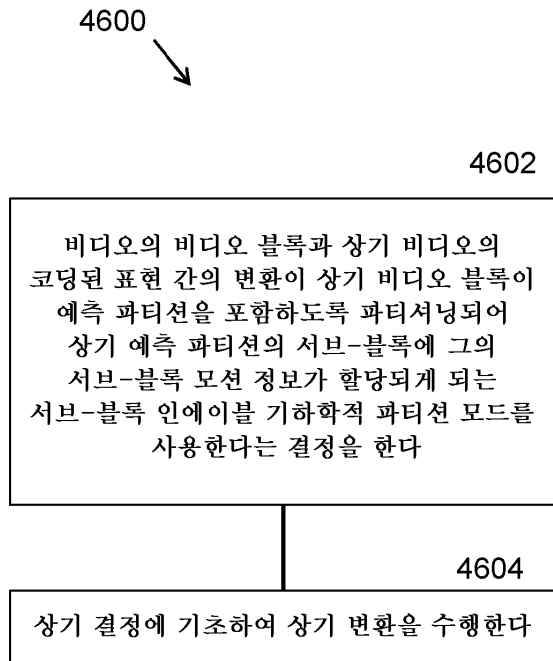 4600
4602
비디오의 비디오 블록과 상기 비디오의
코딩된 표현 간의 변환이 상기 비디오 블록이
예측 파티션을 포함하도록 파티셔닝되어
상기 예측 파티션의 서브-블록에 그의
서브-블록 모션 정보가 할당되게 되는
서브-블록 인에이블 기하학적 파티션 모드를
사용한다는 결정을 한다
4604
상기 결정에 기초하여 상기 변환을 수행한다